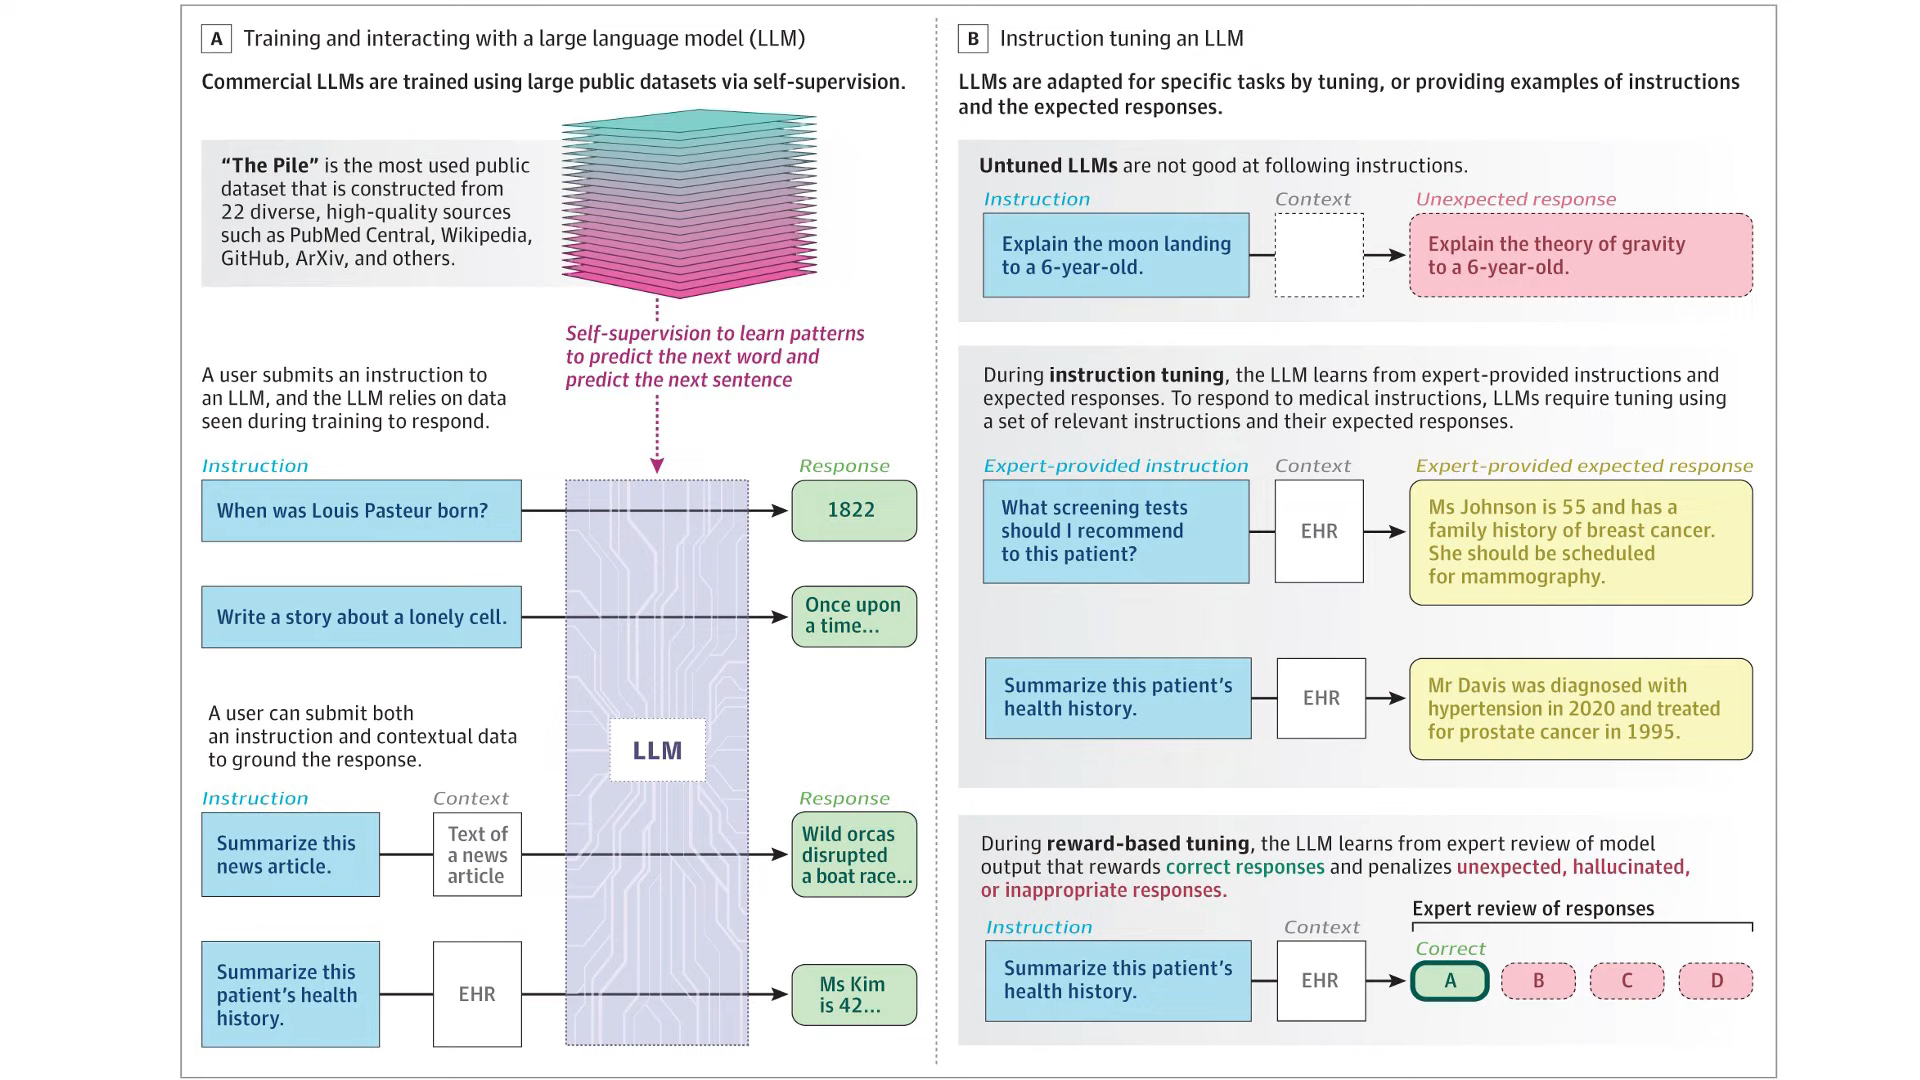 A Training and interacting with a large language model (LLM)
Commercial LLMs are trained using large public datasets via self-supervision.
“The Pile” is the most used public
dataset that is constructed from
22 diverse, high-quality sources
such as PubMed Central, Wikipedia,
GitHub, ArXiv, and others.
Self-supervision to learn patterns
to predict the next word and
predict the next sentence
A user submits an instruction to
an LLM, and the LLM relies on data
seen during training to respond.
Instruction
Response
When was Louis Pasteur born?
1822
Write a story about a lonely cell.
Once upon
a time...
A user can submit both
an instruction and contextual data
to ground the response.
LLM
Instruction
Context
Response
Summarize this
news article.
Text of
a news
article
Wild orcas
disrupted
a boat race...
Summarize this
patient’s health
history.
EHR
Ms Kim
is 42...
B Instruction tuning an LLM
LLMs are adapted for specific tasks by tuning, or providing examples of instructions
and the expected responses.
Untuned LLMs are not good at following instructions.
Instruction
Context
Unexpected response
Explain the moon landing
to a 6-year-old.
Explain the theory of gravity
to a 6-year-old.
During instruction tuning, the LLM learns from expert-provided instructions and
expected responses. To respond to medical instructions, LLMs require tuning using
a set of relevant instructions and their expected responses.
Expert-provided instruction
Context
Expert-provided expected response
What screening tests
should I recommend
to this patient?
EHR
Ms Johnson is 55 and has a
family history of breast cancer.
She should be scheduled
for mammography.
Summarize this patient’s
health history.
EHR
Mr Davis was diagnosed with
hypertension in 2020 and treated
for prostate cancer in 1995.
During reward-based tuning, the LLM learns from expert review of model
output that rewards correct responses and penalizes unexpected, hallucinated,
or inappropriate responses.
Expert review of responses
Instruction
Context
Correct
Summarize this patient’s
health history.
EHR
A
B
C
D